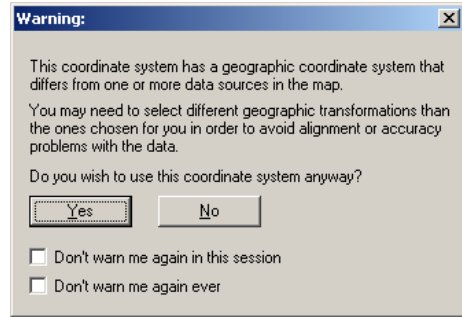 Warning:
This coordinate system has a geographic coordinate system that
differs from one or more data sources in the map.
You may need to select different geographic transformations than
the ones chosen for you in order to avoid alignment or accuracy
problems with the data.
Do you wish to use this coordinate system anyway?
Yes No
Don't warn me again in this session
Don't warn me again ever